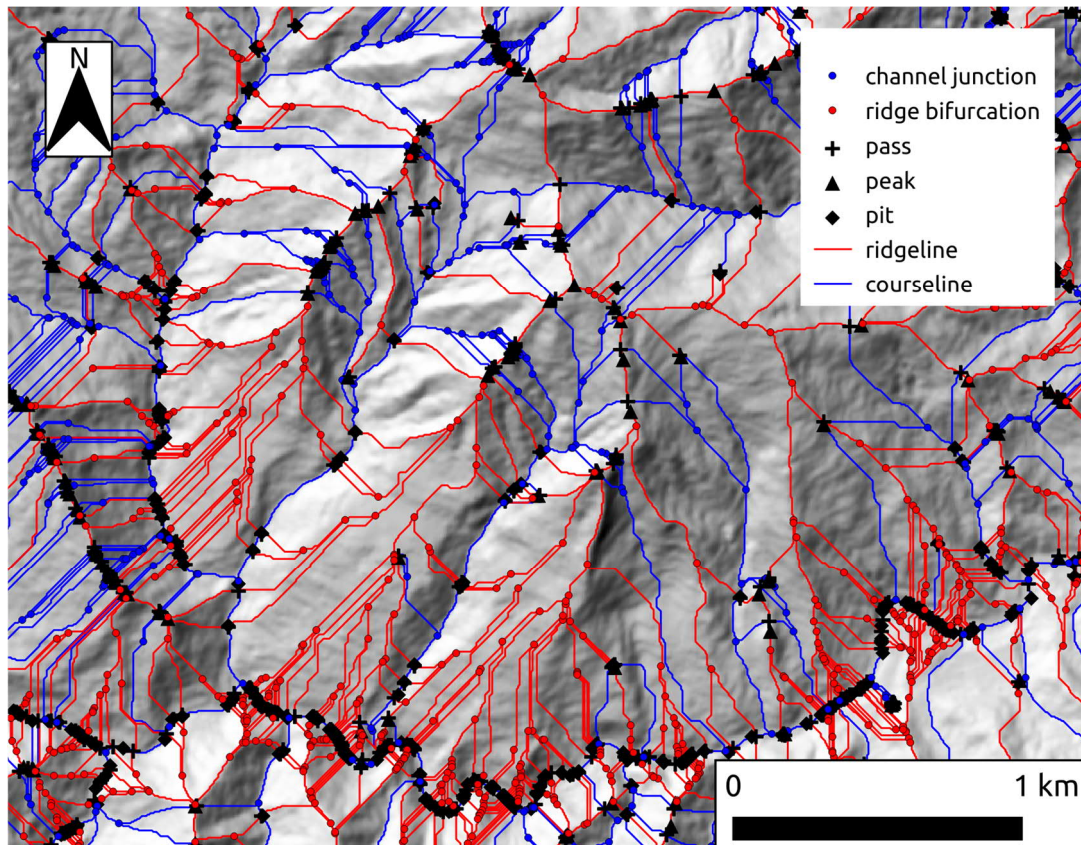 N
channel junction
ridge bifurcation
pass
peak
pit
ridgeline
courseline
0 1 km